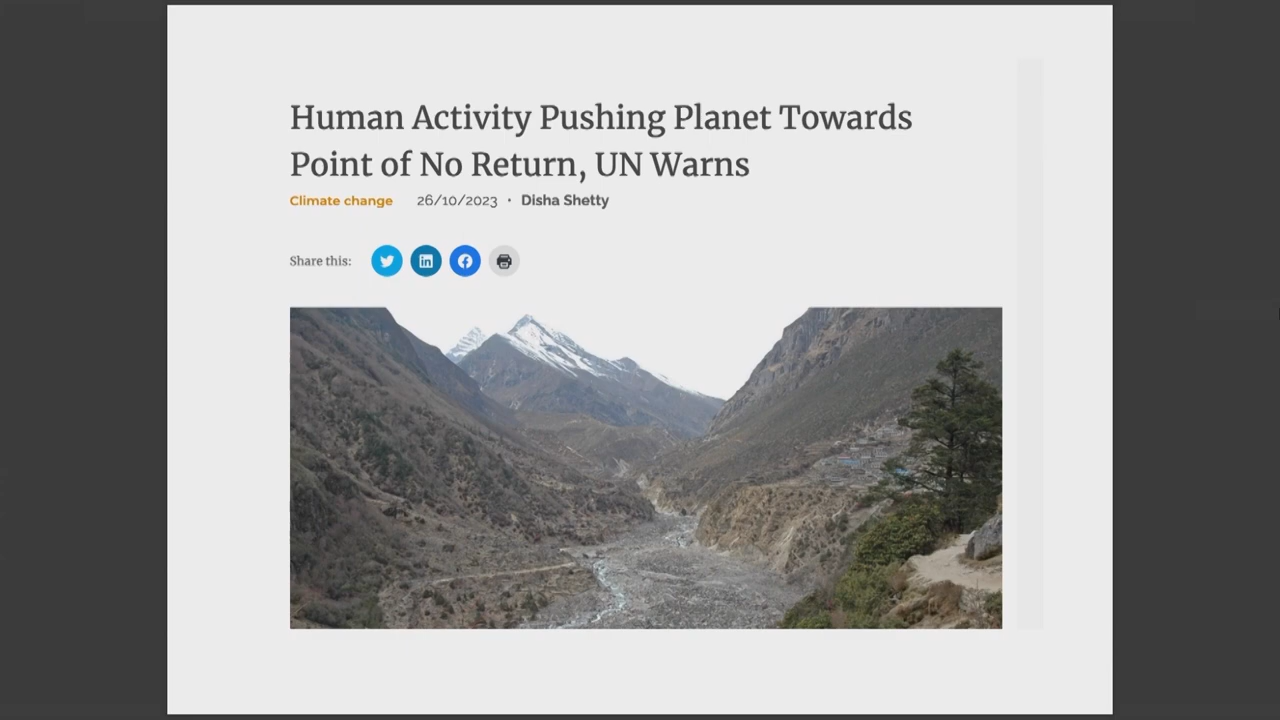 Human Activity Pushing Planet Towards
Point of No Return, UN Warns
Climate change 26/10/2023 · Disha Shetty
Share this: